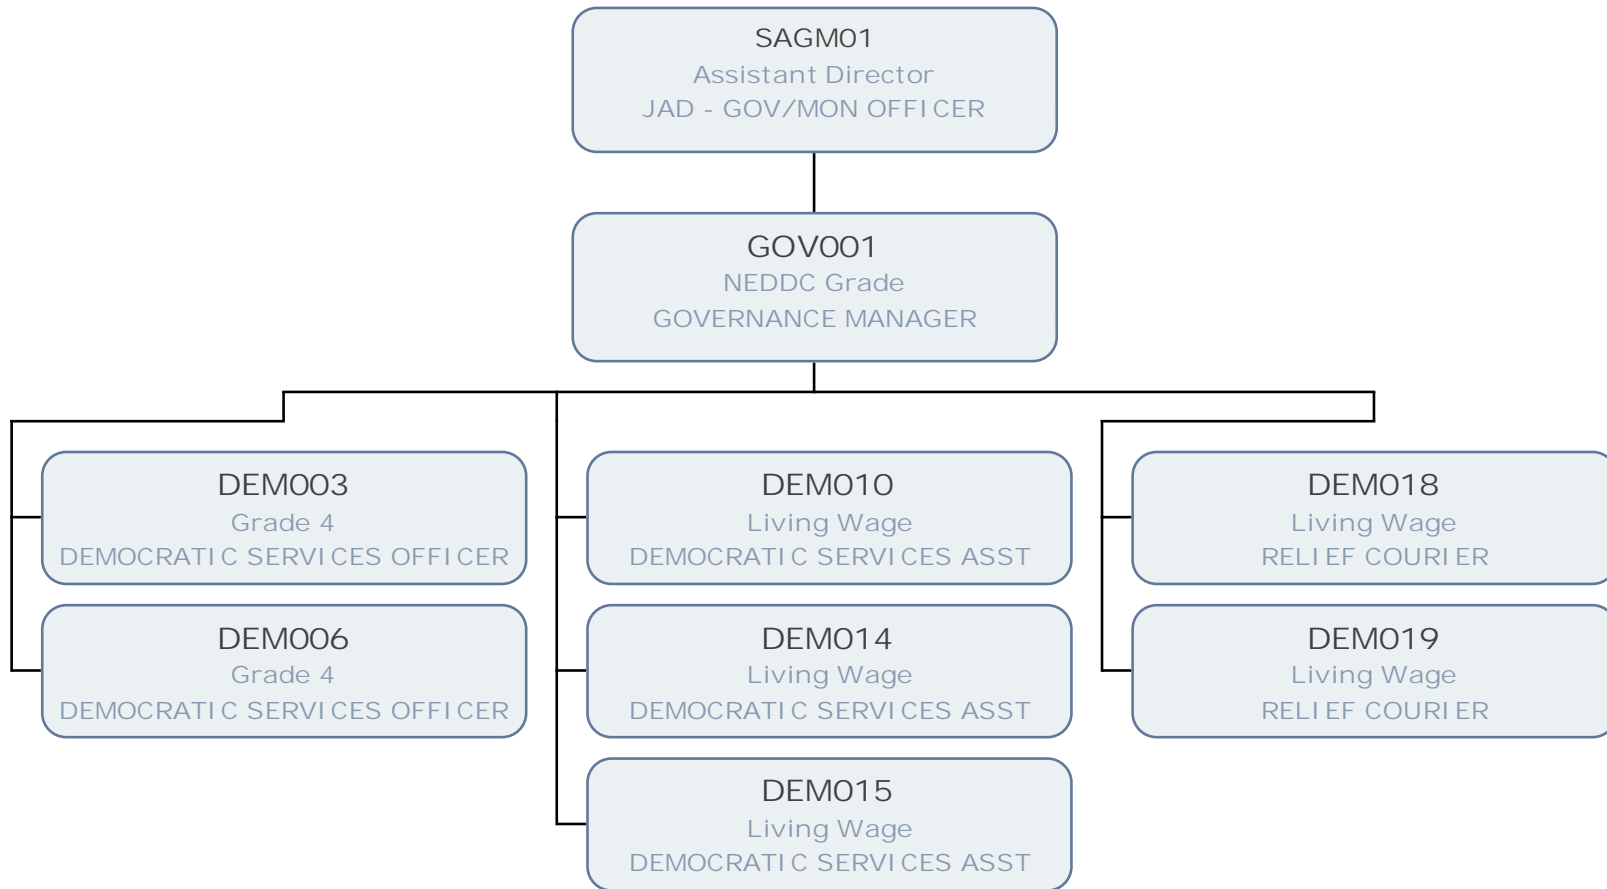 SAGM01
Assistant Director
JAD - GOV/MON OFFICER
GOV001
NEDDC Grade
GOVERNANCE MANAGER
DEM003
Grade 4
DEMOCRATIC SERVICES OFFICER
DEM006
Grade 4
DEMOCRATIC SERVICES OFFICER
DEM010
Living Wage
DEMOCRATIC SERVICES ASST
DEM014
Living Wage
DEMOCRATIC SERVICES ASST
DEM015
Living Wage
DEMOCRATIC SERVICES ASST
DEM018
Living Wage
RELIEF COURIER
DEM019
Living Wage
RELIEF COURIER